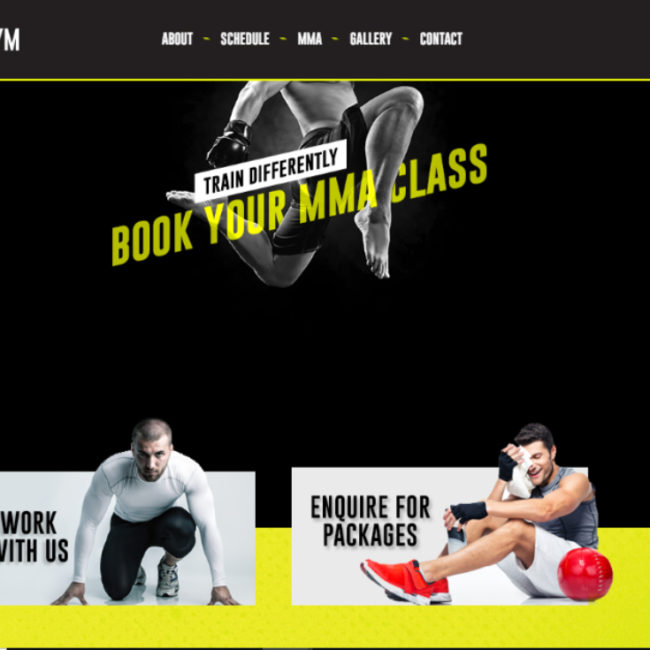 YM
ABOUT - SCHEDULE - MMA - GALLERY - CONTACT
TRAIN DIFFERENTLY
BOOK YOUR MMA CLASS
WORK
WITH US
ENQUIRE FOR
PACKAGES